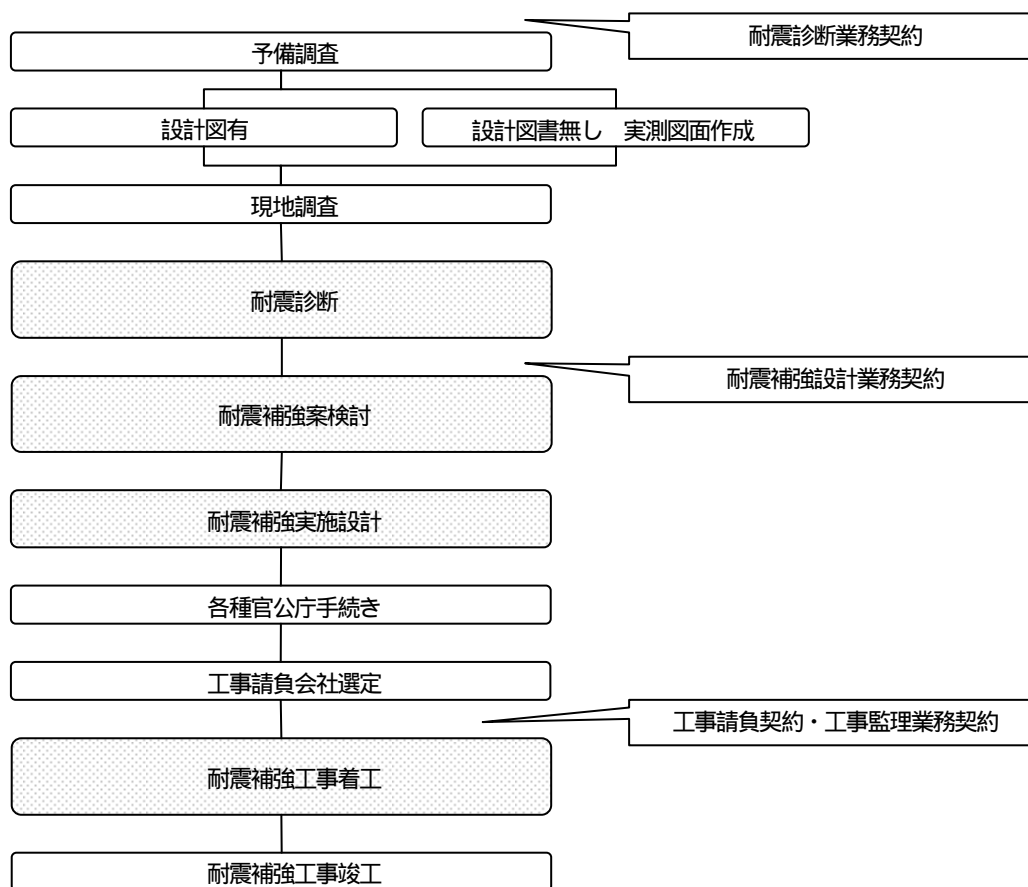 耐震診断業務契約
予備調査
設計図有
設計図書無し　実測図面作成
現地調査
耐震診断
耐震補強設計業務契約
耐震補強案検討
耐震補強実施設計
各種官公庁手続き
工事請負会社選定
工事請負契約・工事監理業務契約
耐震補強工事着工
耐震補強工事竣工